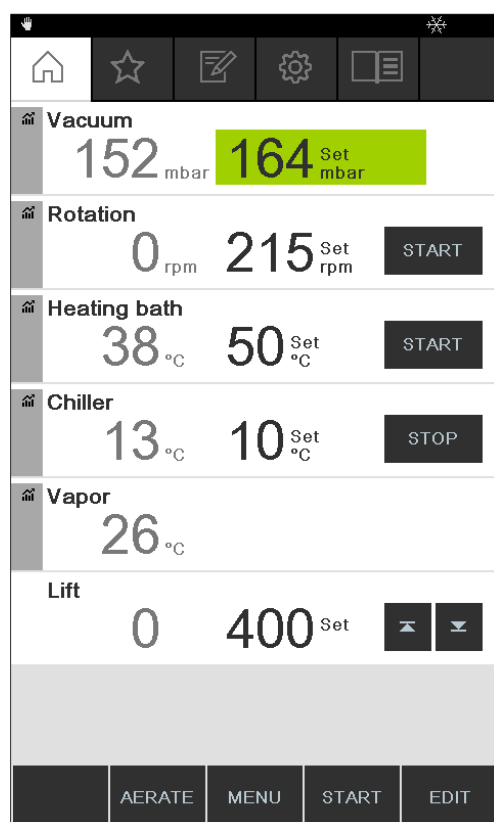 Vacuum
152 mbar 164 Set mbar
Rotation
0 rpm 215 Set rpm START
Heating bath
38 °C 50 Set °C START
Chiller
13 °C 10 Set °C STOP
Vapor
26 °C
Lift
0 400 Set
AERATE MENU START EDIT